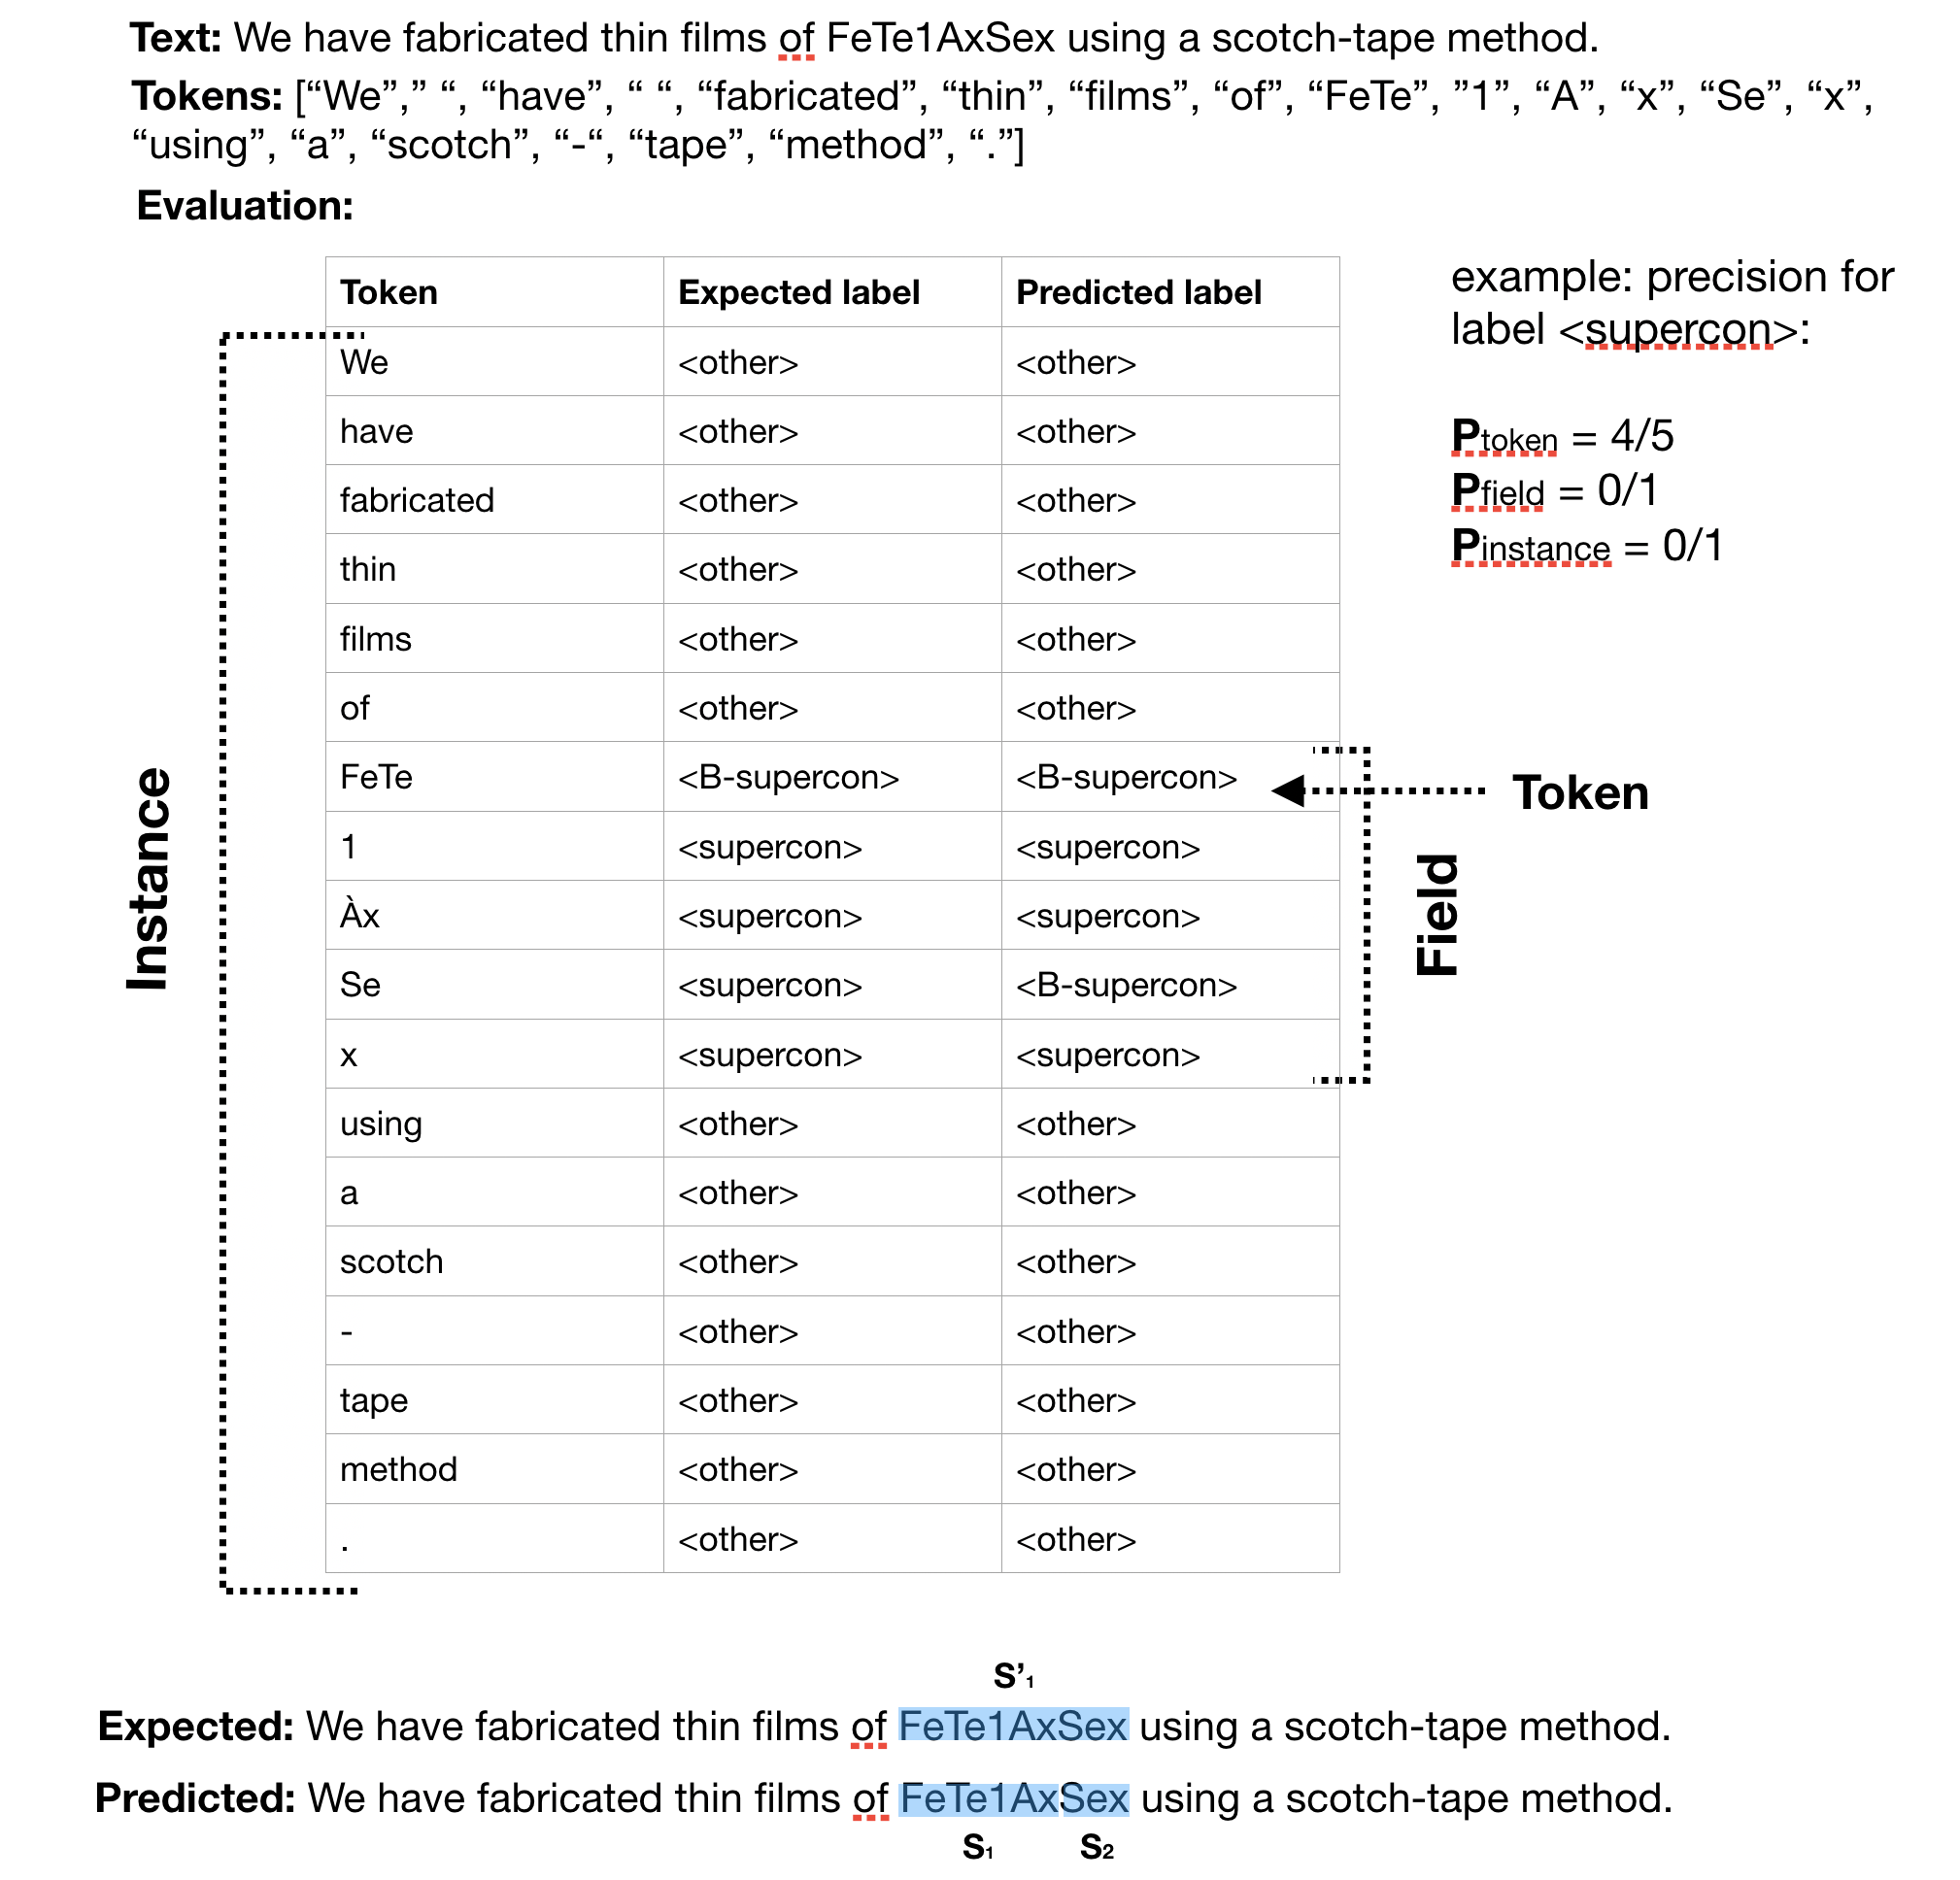 Text: We have fabricated thin films of FeTe1AxSex using a scotch-tape method.
Tokens: [“We”,” “, “have”, “ “, “fabricated”, “thin”, “films”, “of”, “FeTe”, ”1”, “A”, “x”, “Se”, “x”,
“using”, “a”, “scotch”, “-“, “tape”, “method”, “.”]
Evaluation:
Token Expected label Predicted label
We <other> <other>
have <other> <other>
fabricated <other> <other>
thin <other> <other>
films <other> <other>
of <other> <other>
FeTe <B-supercon> <B-supercon>
1 <supercon> <supercon>
Àx <supercon> <supercon>
Se <supercon> <B-supercon>
x <supercon> <supercon>
using <other> <other>
a <other> <other>
scotch <other> <other>
- <other> <other>
tape <other> <other>
method <other> <other>
. <other> <other>
example: precision for
label <supercon>:
Ptoken = 4/5
Pfield = 0/1
Pinstance = 0/1
Instance
Token
Field
S’1
Expected: We have fabricated thin films of FeTe1AxSex using a scotch-tape method.
Predicted: We have fabricated thin films of FeTe1AxSex using a scotch-tape method.
S1 S2